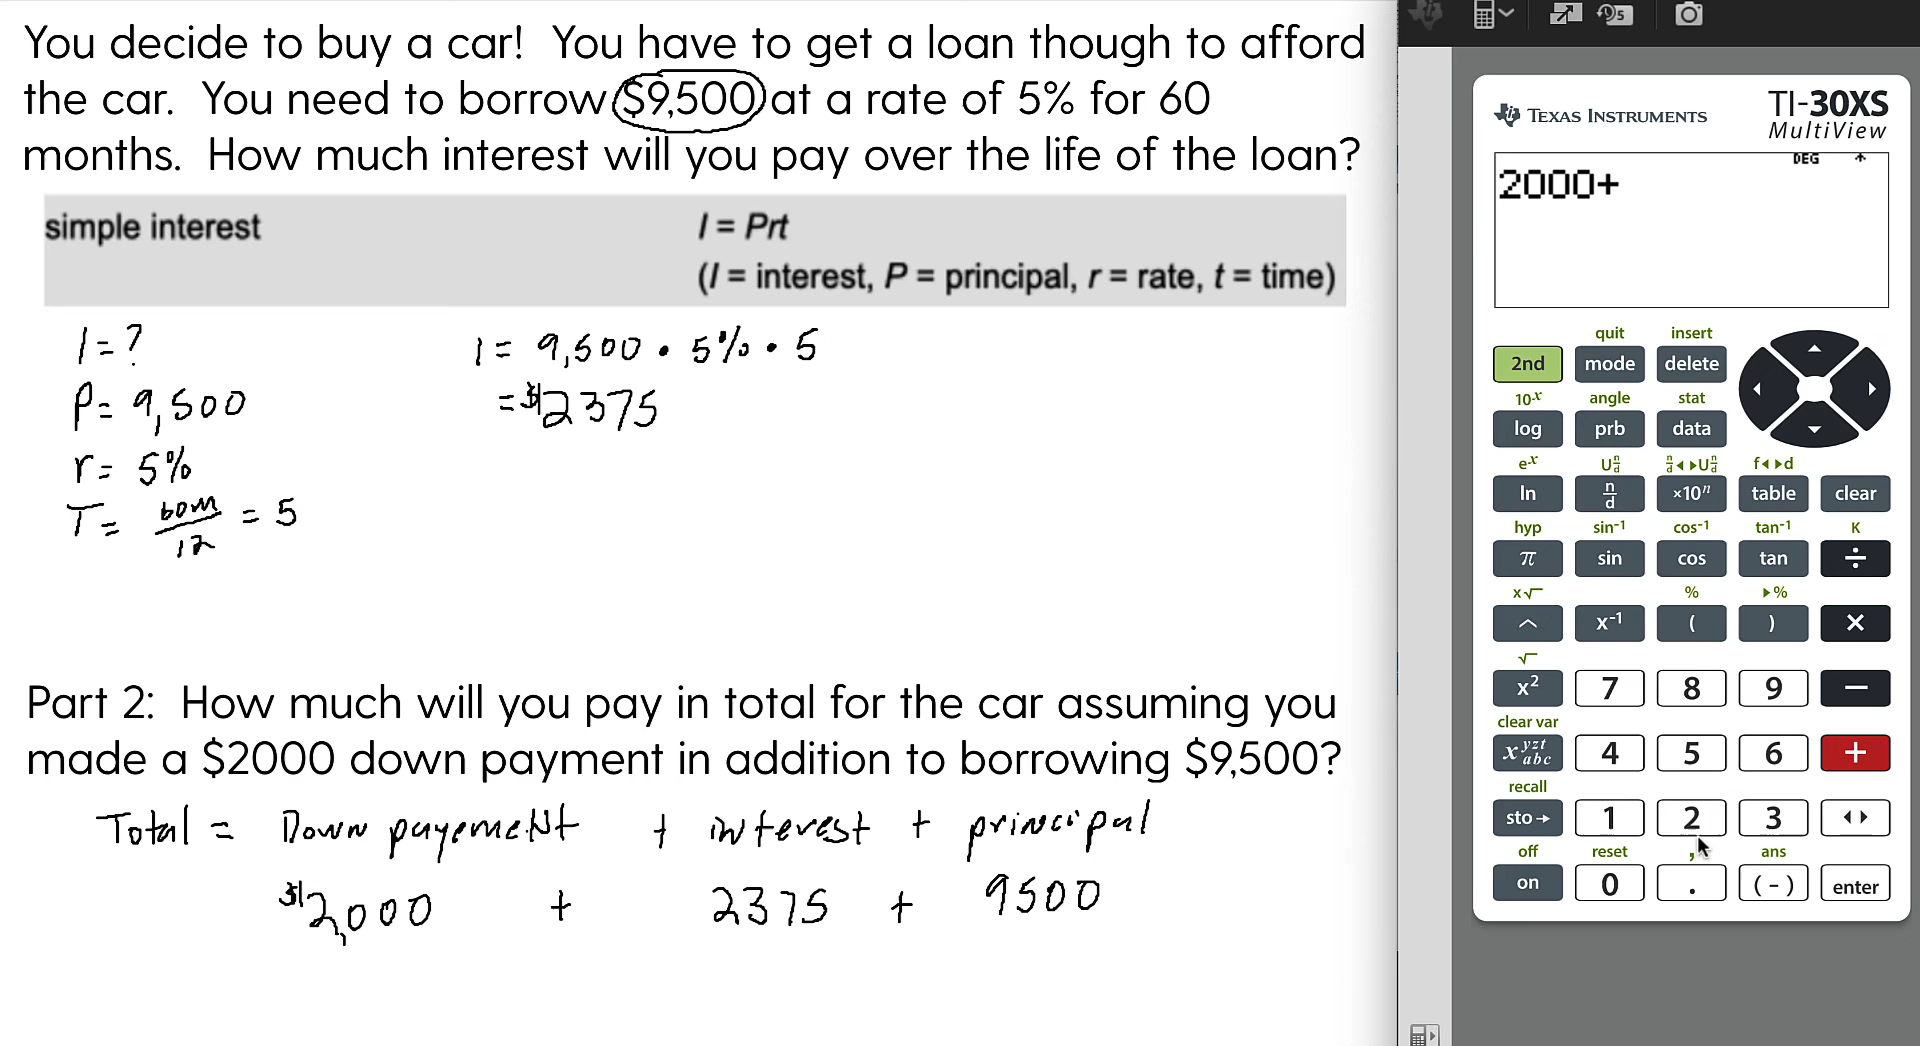 You decide to buy a car! You have to get a loan though to afford
the car. You need to borrow $9,500 at a rate of 5% for 60
months. How much interest will you pay over the life of the loan?
simple interest I = Prt
(I = interest, P = principal, r = rate, t = time)
I = ?
P = 9,500
r = 5%
T = 60m/12 = 5
I = 9,500 • 5% • 5
= $2375
Part 2: How much will you pay in total for the car assuming you
made a $2000 down payment in addition to borrowing $9,500?
Total = Down payement + interest + principal
$2,000 + 2375 + 9500
TEXAS INSTRUMENTS
TI-30XS
MultiView
DEG
2000+
quit insert
2nd mode delete
10ˣ angle stat
log prb data
eˣ U n/d n/d ◂▸U n/d f◂▸d
ln n/d ×10ⁿ table clear
hyp sin⁻¹ cos⁻¹ tan⁻¹ K
π sin cos tan ÷
x√ % ▸%
^ x⁻¹ ( ) ×
√
x² 7 8 9 −
clear var
x yzt abc 4 5 6 +
recall
sto→ 1 2 3 ◂▸
off reset , ans
on 0 . (-) enter